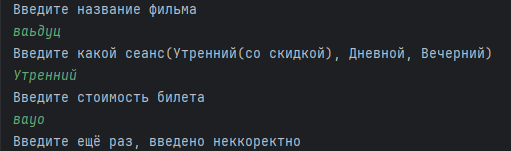 Введите название фильма
ваьдуц
Введите какой сеанс(Утренний(со скидкой), Дневной, Вечерний)
Утренний
Введите стоимость билета
вауо
Введите ещё раз, введено неккоректно